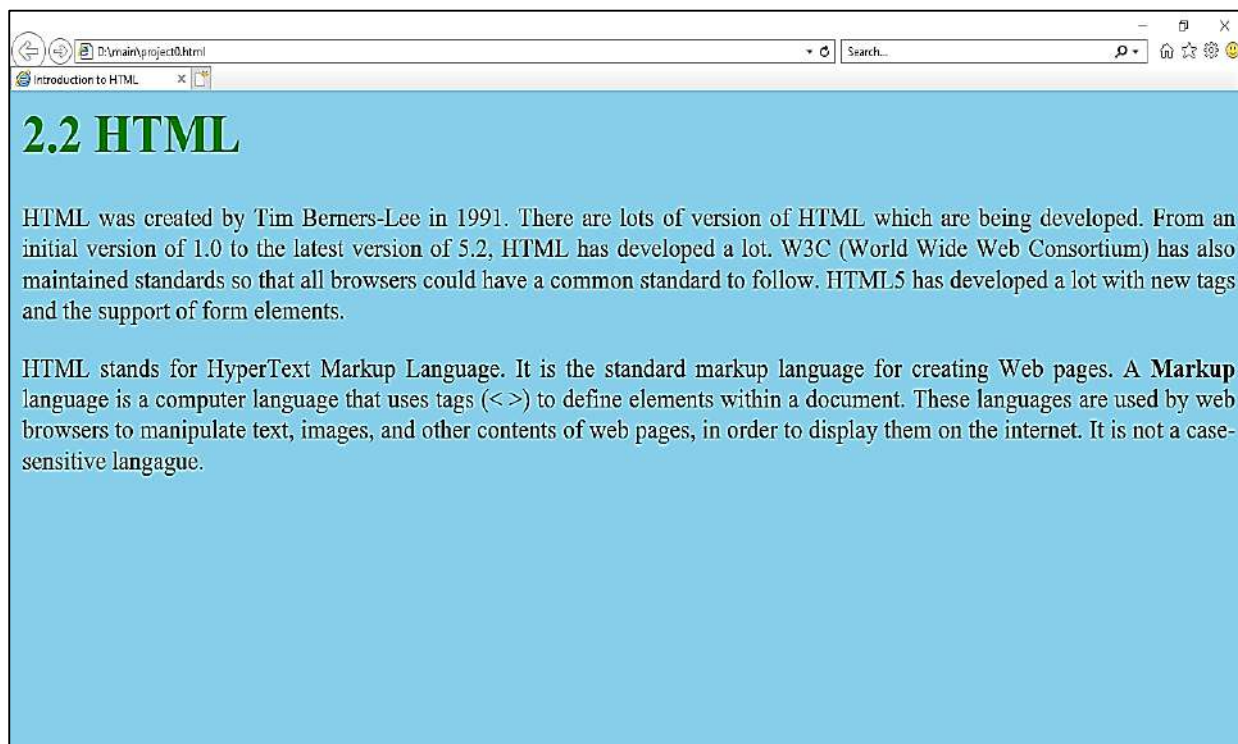 D:\main\project0.html
Search...
Introduction to HTML
2.2 HTML
HTML was created by Tim Berners-Lee in 1991. There are lots of version of HTML which are being developed. From an
initial version of 1.0 to the latest version of 5.2, HTML has developed a lot. W3C (World Wide Web Consortium) has also
maintained standards so that all browsers could have a common standard to follow. HTML5 has developed a lot with new tags
and the support of form elements.
HTML stands for HyperText Markup Language. It is the standard markup language for creating Web pages. A Markup
language is a computer language that uses tags (< >) to define elements within a document. These languages are used by web
browsers to manipulate text, images, and other contents of web pages, in order to display them on the internet. It is not a case-
sensitive langague.